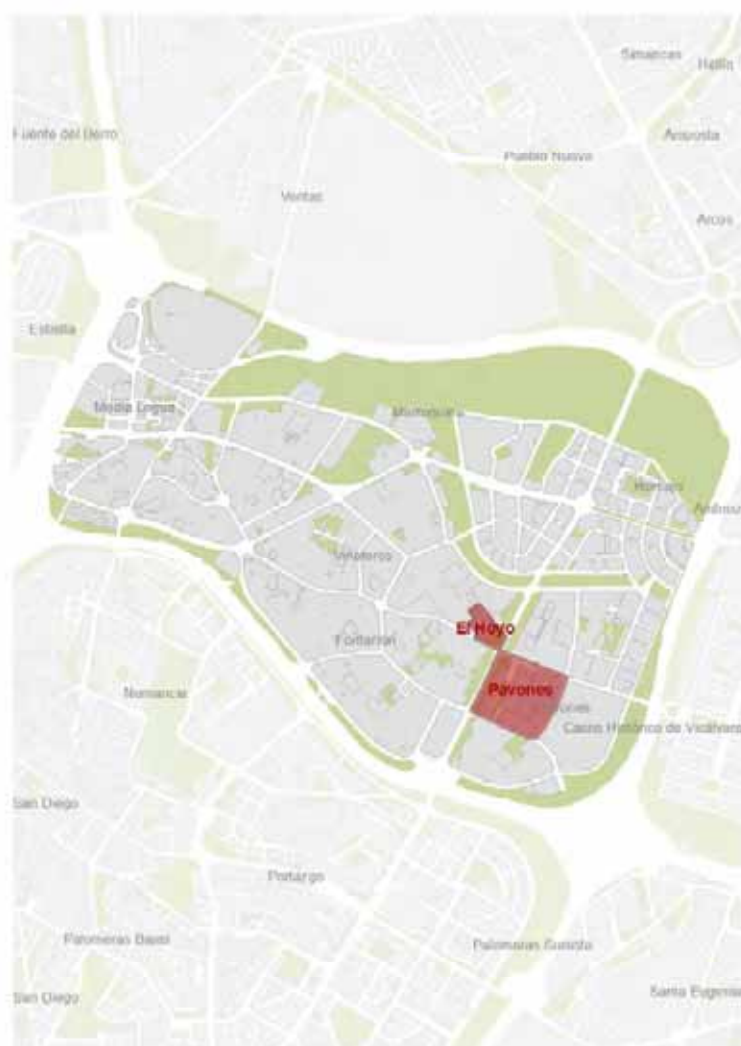 Simancas
Hellín
Fuente del Berro
Amposta
Pueblo Nuevo
Ventas
Arcos
Estrella
Media Legua
Marroquina
Horcajo
Vinateros
El Hoyo
Fontarrón
Pavones
Numancia
Casco Histórico de Vicálvaro
San Diego
Portazgo
Palomeras Bajas
Palomeras Sureste
San Diego
Santa Eugenia